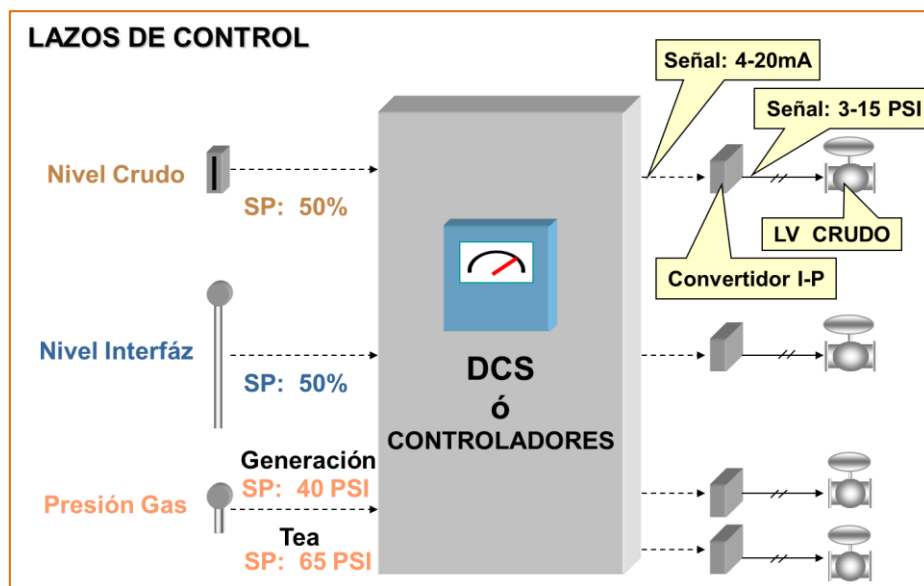 LAZOS DE CONTROL
Señal: 4-20mA
Señal: 3-15 PSI
Nivel Crudo
SP: 50%
LV CRUDO
Convertidor I-P
Nivel Interfáz
SP: 50%
DCS
ó
CONTROLADORES
Generación
SP: 40 PSI
Presión Gas
Tea
SP: 65 PSI